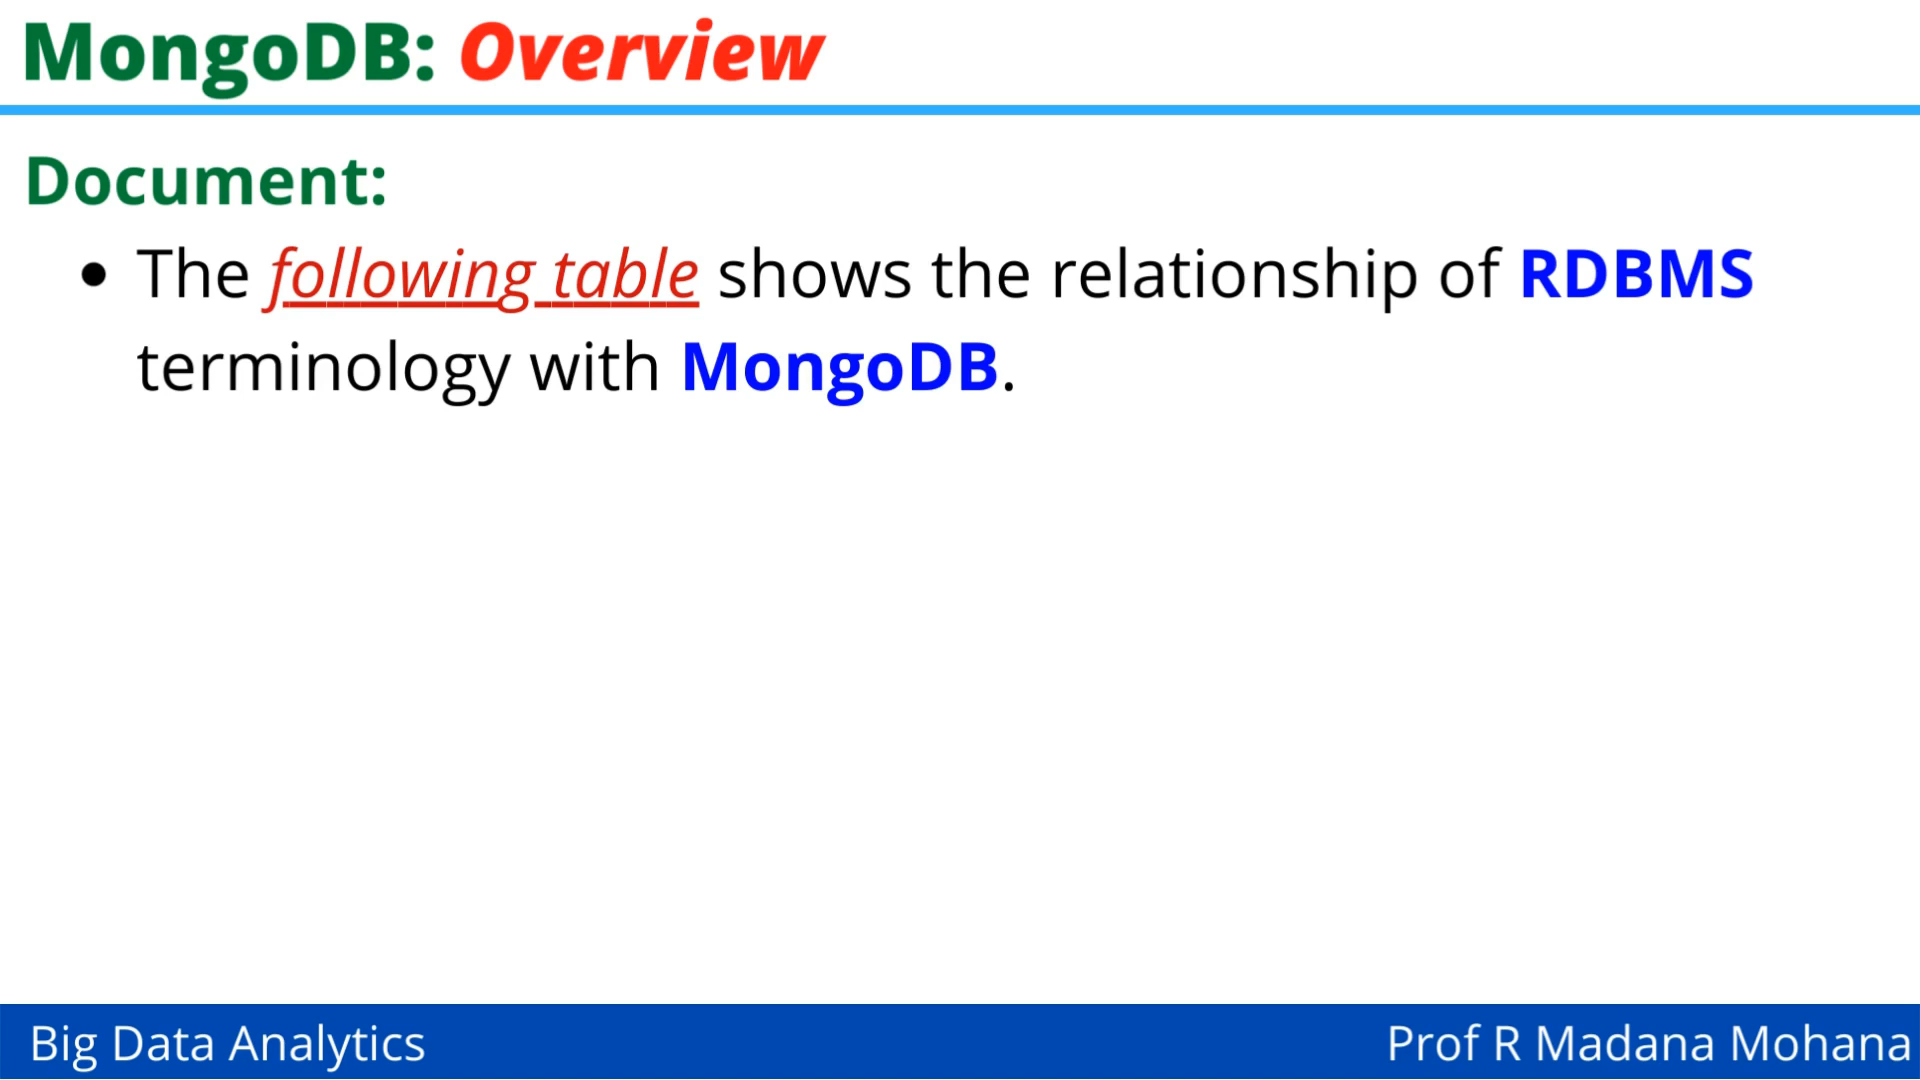 MongoDB: Overview
Document:
• The following table shows the relationship of RDBMS
terminology with MongoDB.
Big Data Analytics
Prof R Madana Mohana